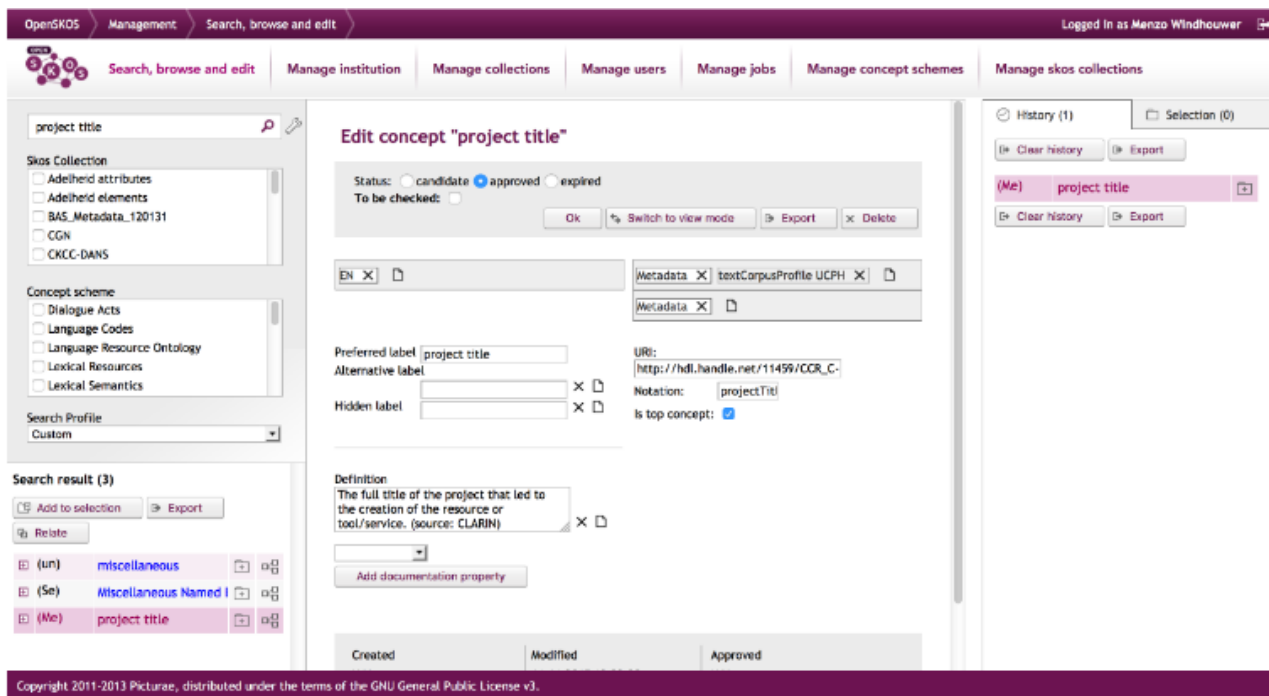 OpenSKOS
Management
Search, browse and edit
Logged in as Menzo Windhouwer
OPEN
SKOS
Search, browse and edit
Manage institution
Manage collections
Manage users
Manage jobs
Manage concept schemes
Manage skos collections
project title
Skos Collection
Adelheid attributes
Adelheid elements
BAS_Metadata_120131
CGN
CKCC-DANS
Concept scheme
Dialogue Acts
Language Codes
Language Resource Ontology
Lexical Resources
Lexical Semantics
Search Profile
Custom
Search result (3)
Add to selection
Export
Relate
(un) miscellaneous
(Se) Miscellaneous Named
(Me) project title
Edit concept "project title"
Status: candidate approved expired
To be checked:
Ok
Switch to view mode
Export
Delete
EN
Metadata
textCorpusProfile UCPH
Metadata
Preferred label project title
Alternative label
Hidden label
URI:
http://hdl.handle.net/11459/CCR_C-
Notation: projectTitl
Is top concept:
Definition
The full title of the project that led to
the creation of the resource or
tool/service. (source: CLARIN)
Add documentation property
Created
Modified
Approved
History (1)
Selection (0)
Clear history
Export
(Me) project title
Clear history
Export
Copyright 2011-2013 Picturae, distributed under the terms of the GNU General Public License v3.